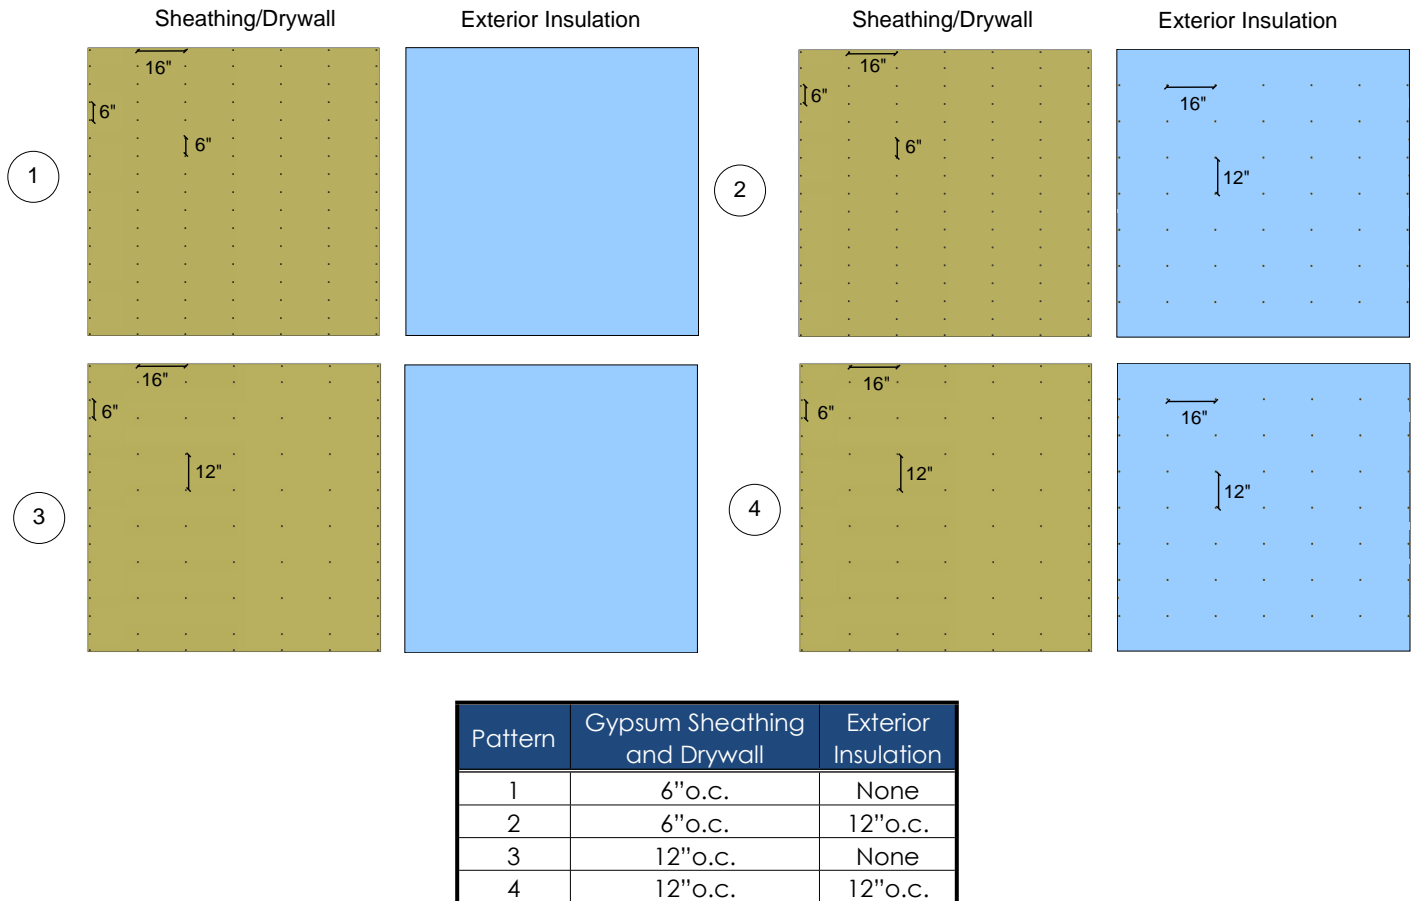 Sheathing/Drywall
Exterior Insulation
Sheathing/Drywall
Exterior Insulation
1
16"
6"
6"
2
16"
6"
6"
16"
12"
3
16"
6"
12"
4
16"
6"
12"
16"
12"
Pattern
Gypsum Sheathing
and Drywall
Exterior
Insulation
1 6”o.c. None
2 6”o.c. 12”o.c.
3 12”o.c. None
4 12”o.c. 12”o.c.